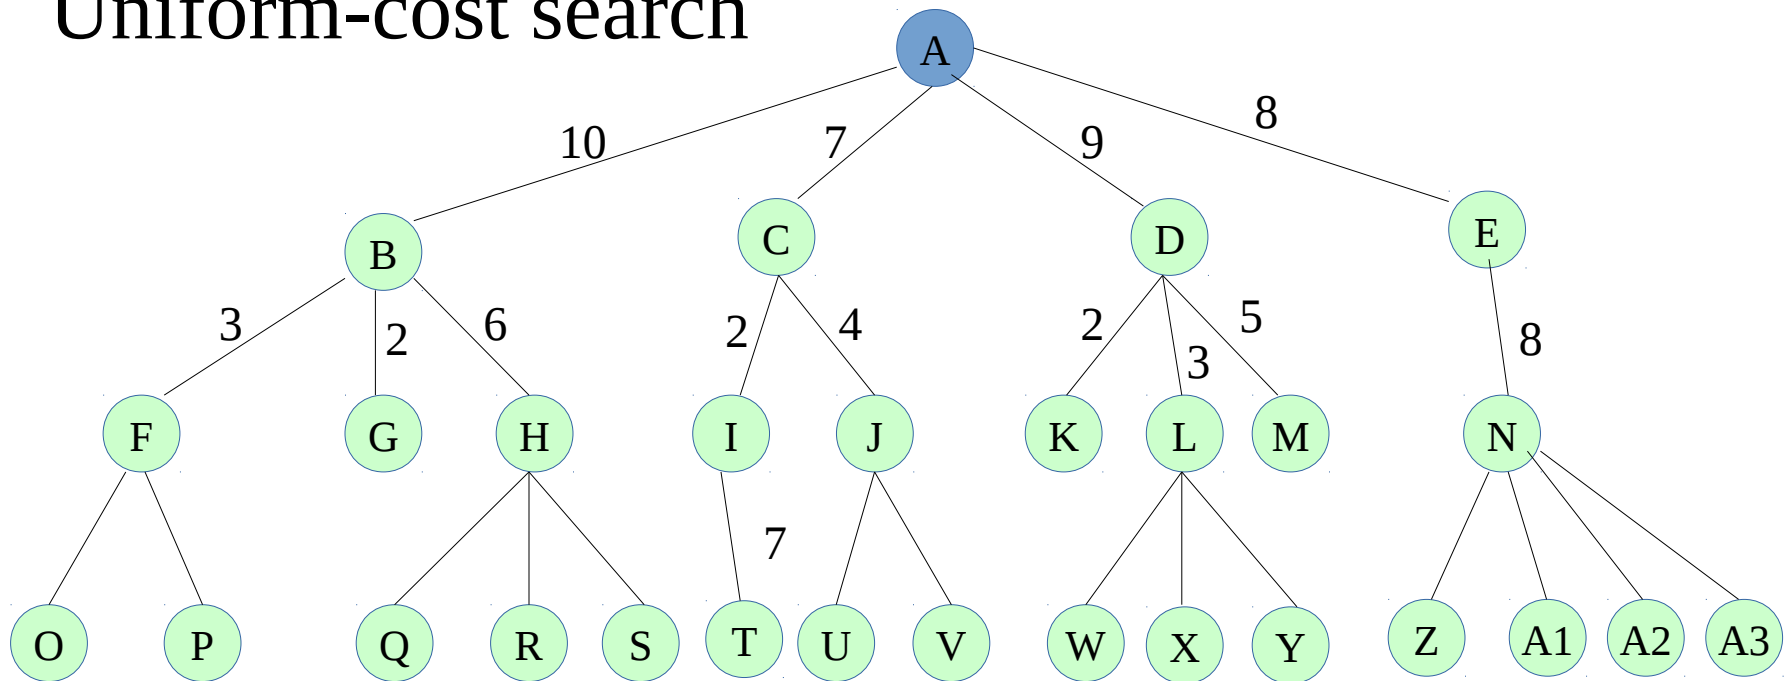 Uniform-cost search
A
10 7 9 8
B C D E
3 2 6 2 4 2 3 5 8
F G H I J K L M N
7
O P Q R S T U V W X Y Z A1 A2 A3